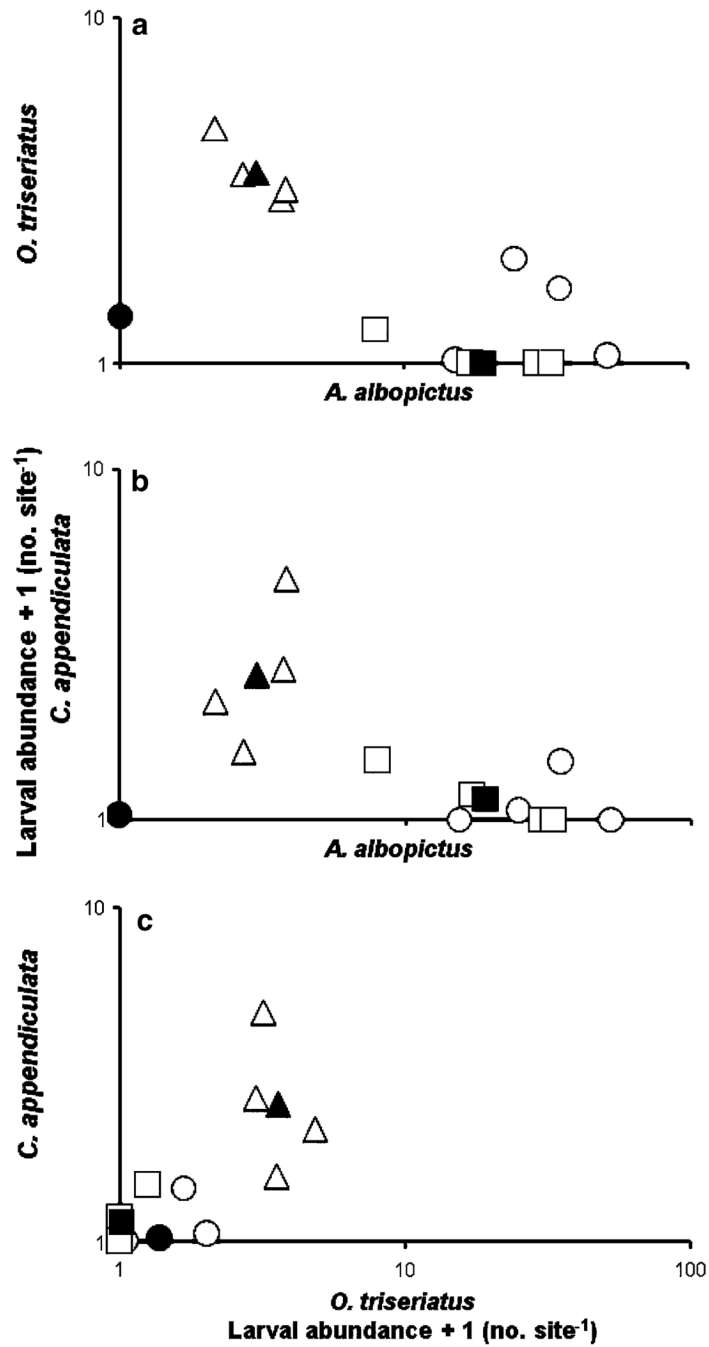 10
a
O. triseriatus
1
A. albopictus
10
b
Larval abundance + 1 (no. site-1)
C. appendiculata
1
A. albopictus
10
c
C. appendiculata
1
1
10
100
O. triseriatus
Larval abundance + 1 (no. site-1)